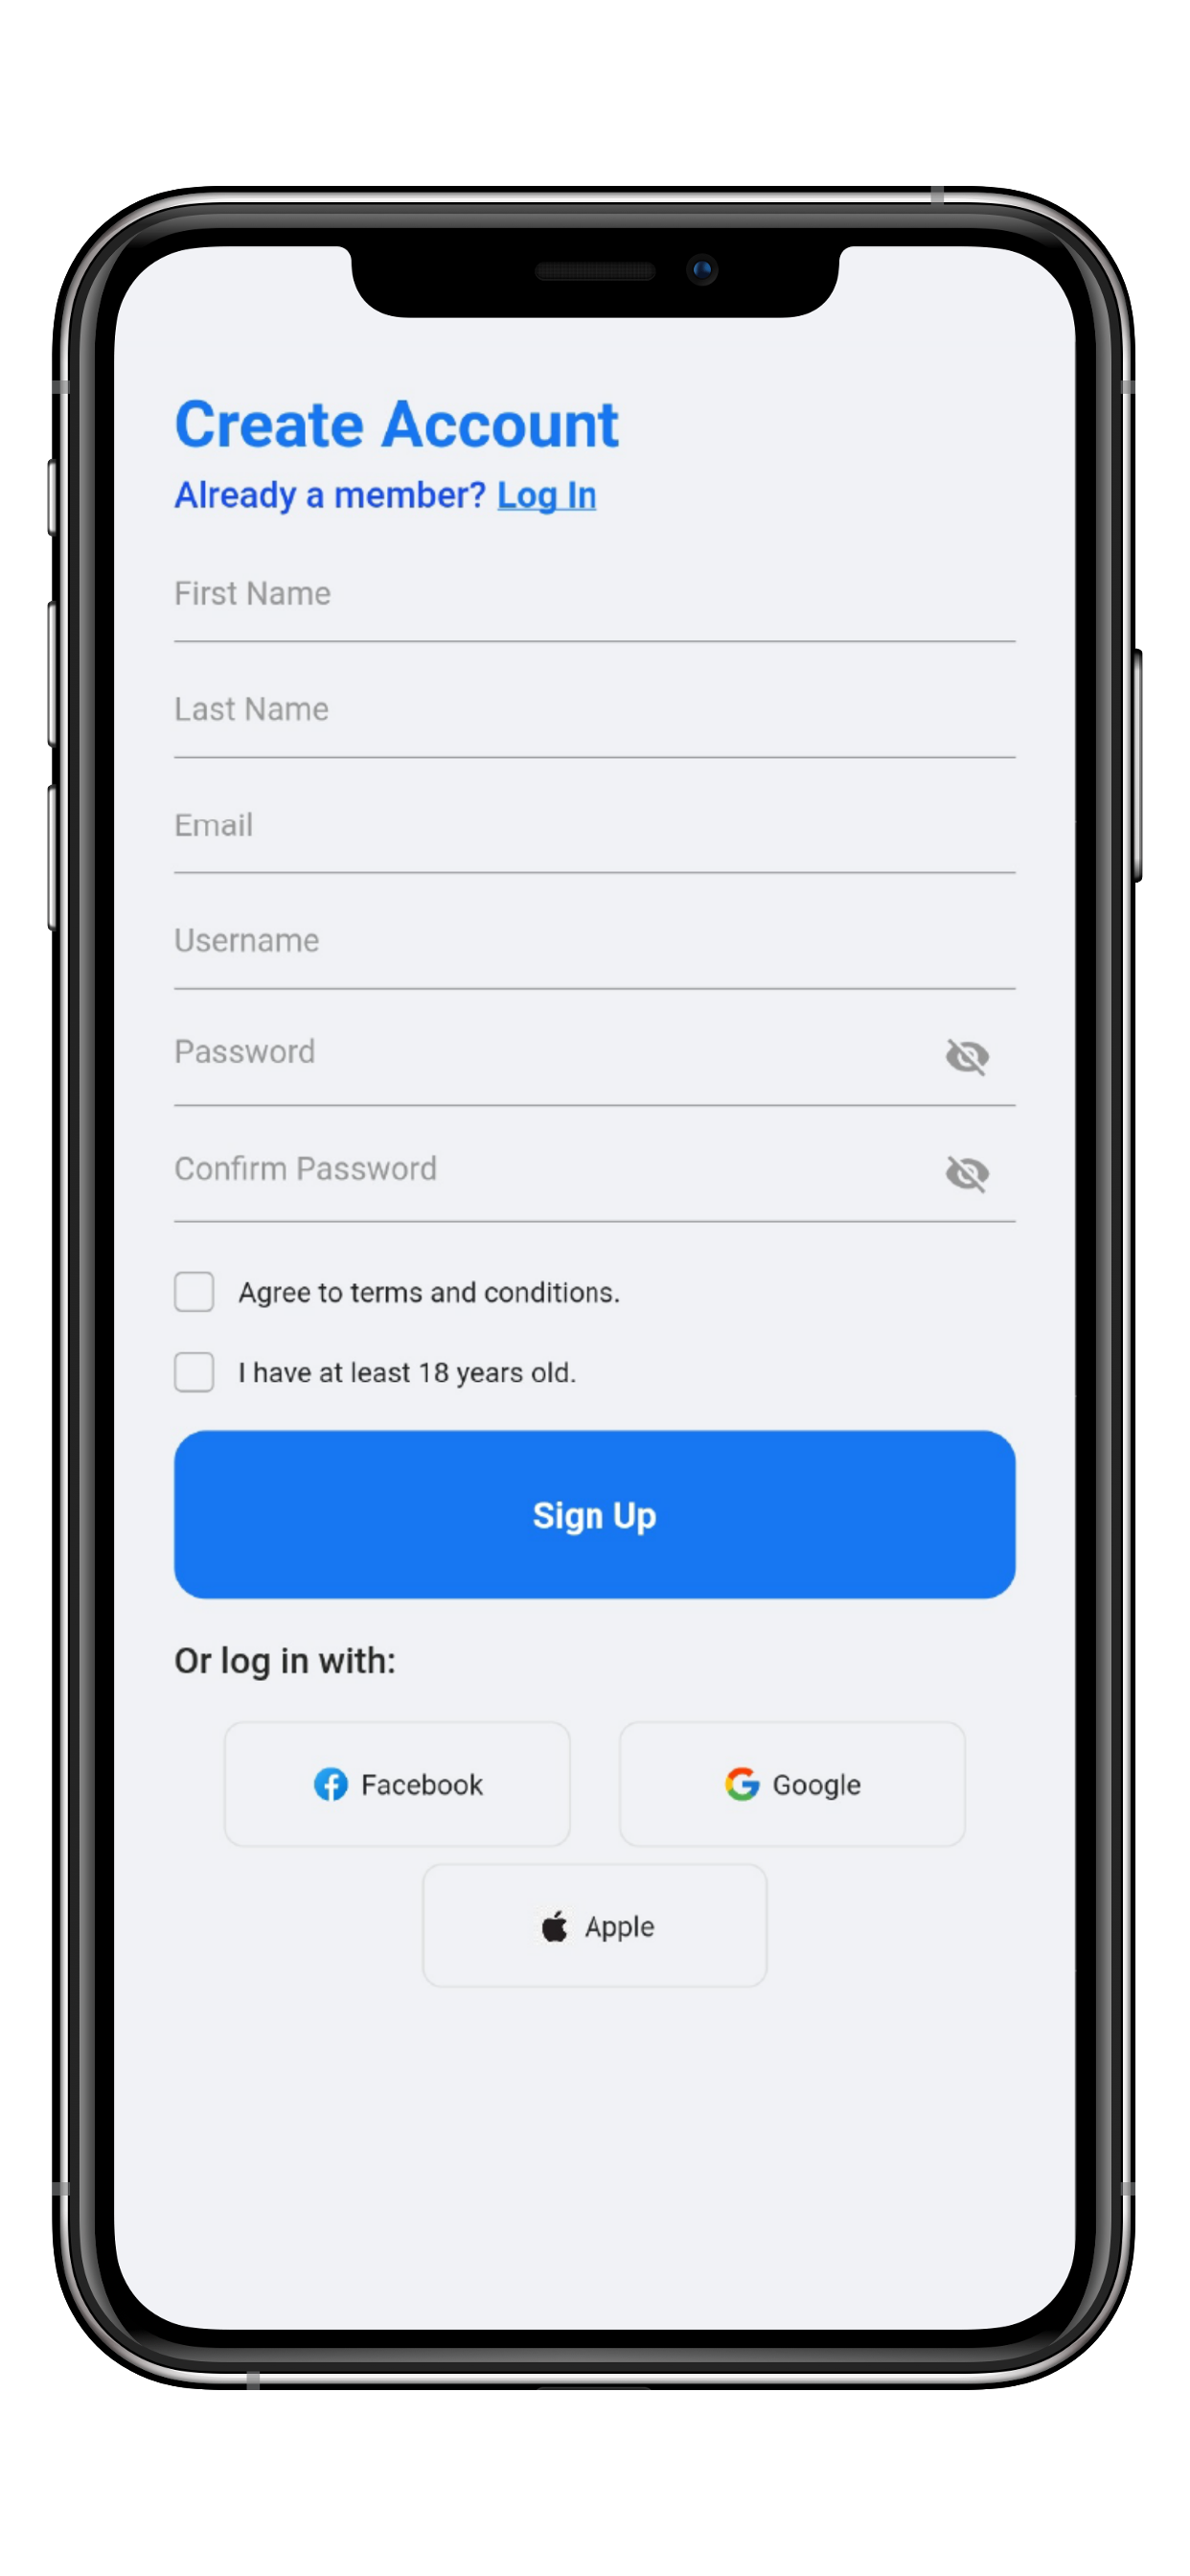 Create Account
Already a member? Log In
First Name
Last Name
Email
Username
Password
Confirm Password
Agree to terms and conditions.
I have at least 18 years old.
Sign Up
Or log in with:
Facebook
Google
Apple